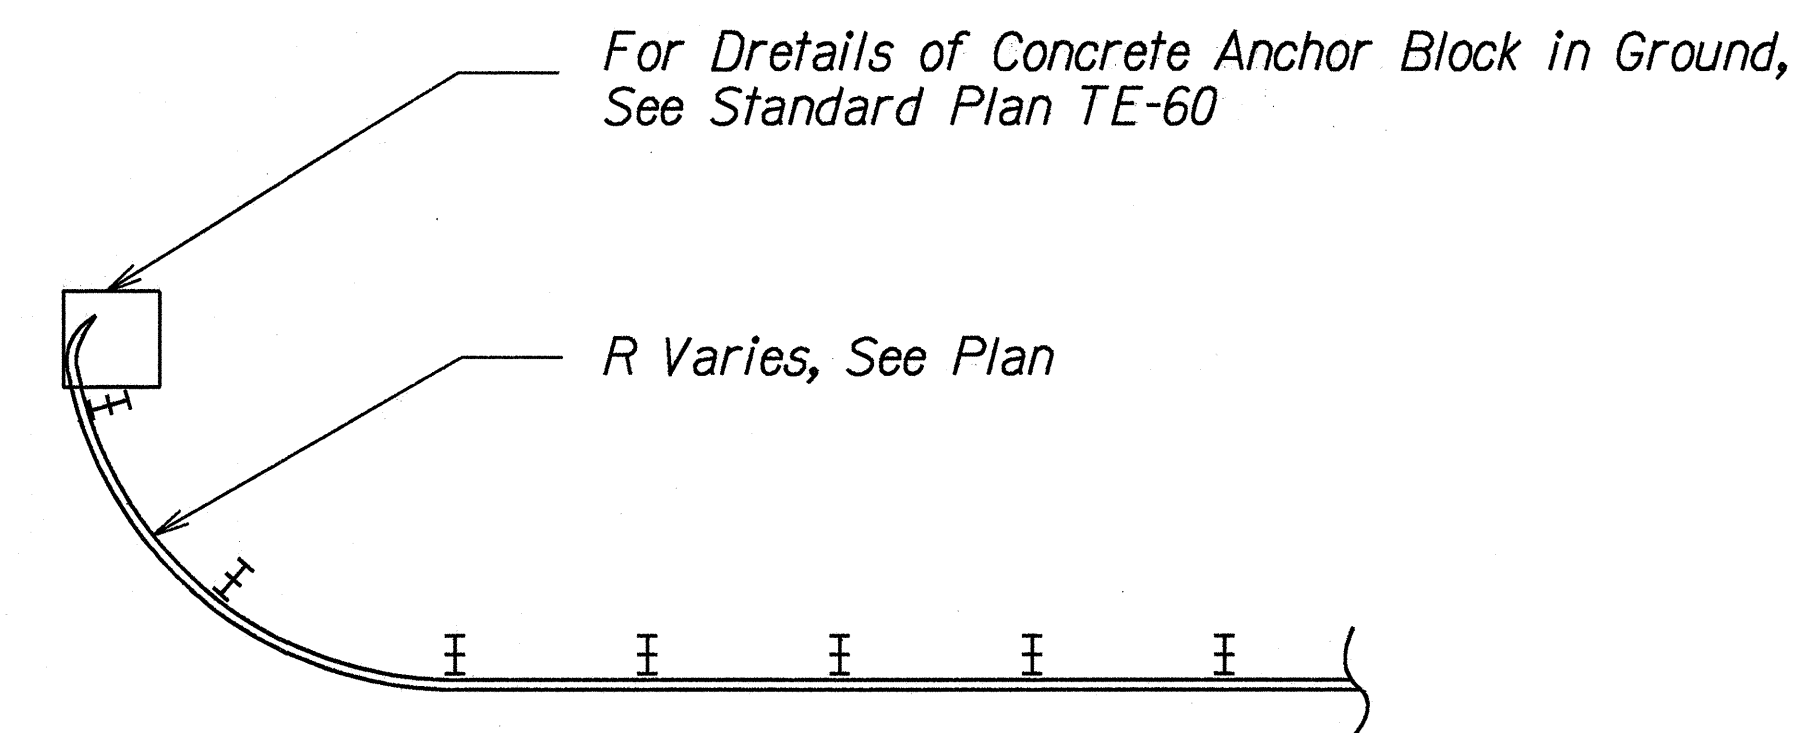 For Dretails of Concrete Anchor Block in Ground,
See Standard Plan TE-60
R Varies, See Plan